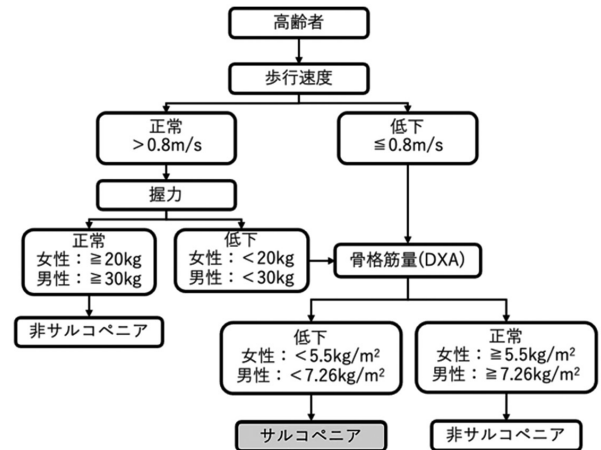 高齢者
歩行速度
正常
>0.8m/s
低下
≦0.8m/s
握力
正常
女性：≧20kg
男性：≧30kg
低下
女性：＜20kg
男性：＜30kg
骨格筋量(DXA)
非サルコペニア
低下
女性：＜5.5kg/m²
男性：＜7.26kg/m²
正常
女性：≧5.5kg/m²
男性：≧7.26kg/m²
サルコペニア
非サルコペニア